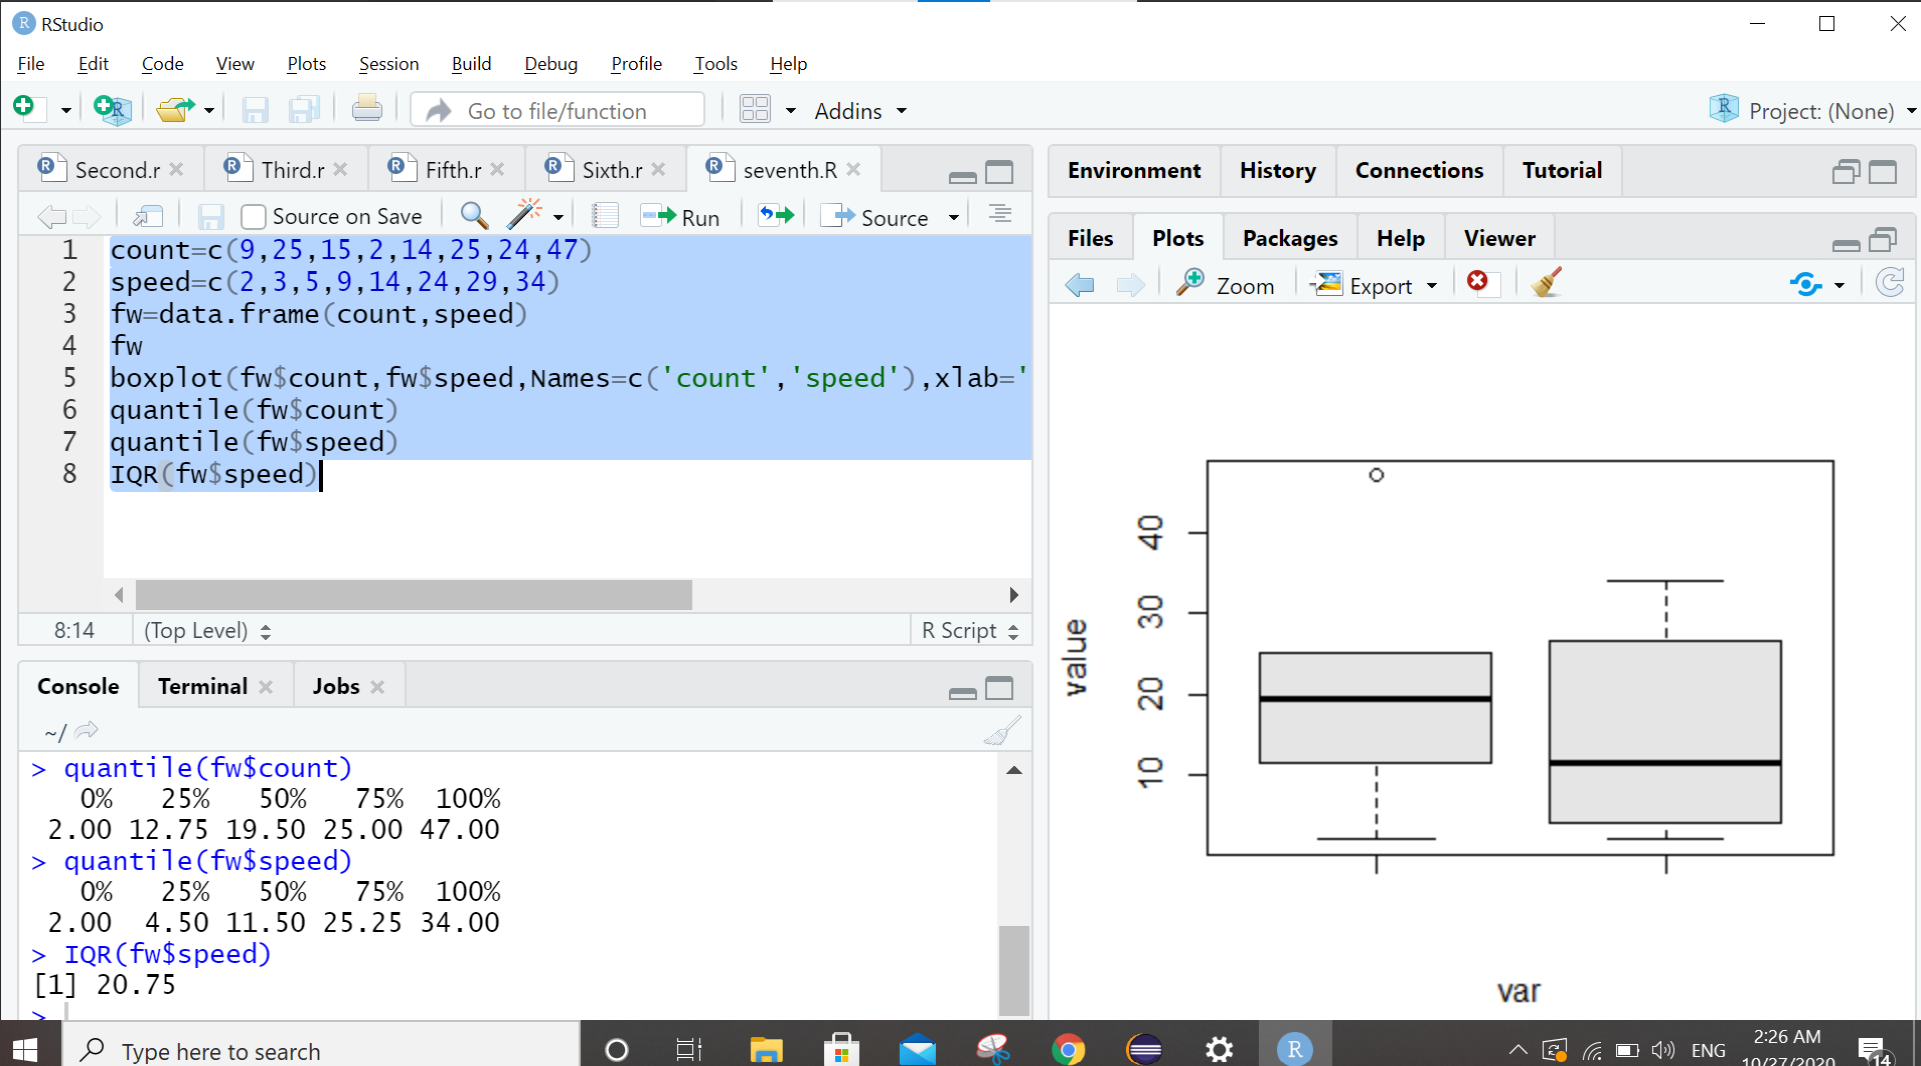 RStudio
File Edit Code View Plots Session Build Debug Profile Tools Help
Go to file/function Addins Project: (None)
Second.r Third.r Fifth.r Sixth.r seventh.R
Source on Save Run Source
1 count=c(9,25,15,2,14,25,24,47)
2 speed=c(2,3,5,9,14,24,29,34)
3 fw=data.frame(count,speed)
4 fw
5 boxplot(fw$count,fw$speed,Names=c('count','speed'),xlab='
6 quantile(fw$count)
7 quantile(fw$speed)
8 IQR(fw$speed)
8:14 (Top Level) R Script
Console Terminal Jobs
~/
> quantile(fw$count)
0% 25% 50% 75% 100%
2.00 12.75 19.50 25.00 47.00
> quantile(fw$speed)
0% 25% 50% 75% 100%
2.00 4.50 11.50 25.25 34.00
> IQR(fw$speed)
[1] 20.75
>
Environment History Connections Tutorial
Files Plots Packages Help Viewer
Zoom Export
40
30
20
10
value
var
Type here to search
ENG
2:26 AM
10/27/2020
14